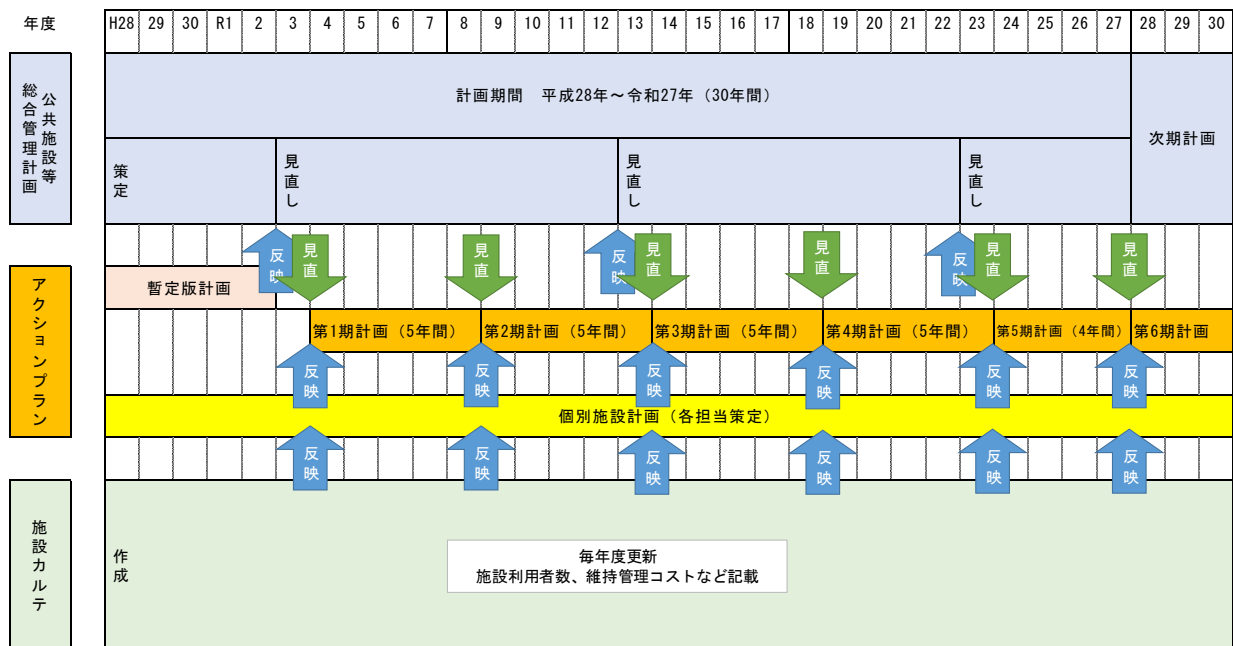 年度 H28 29 30 R1 2 3 4 5 6 7 8 9 10 11 12 13 14 15 16 17 18 19 20 21 22 23 24 25 26 27 28 29 30
公共施設等
総合管理計画
計画期間 平成28年～令和27年（30年間）
次期計画
策定
見直し
見直し
見直し
反映
見直
見直
反映
見直
見直
反映
見直
見直
アクションプラン
暫定版計画
第1期計画（5年間） 第2期計画（5年間） 第3期計画（5年間） 第4期計画（5年間） 第5期計画（4年間） 第6期計画
反映
反映
反映
反映
反映
反映
個別施設計画（各担当策定）
反映
反映
反映
反映
反映
反映
施設カルテ
作成
毎年度更新
施設利用者数、維持管理コストなど記載